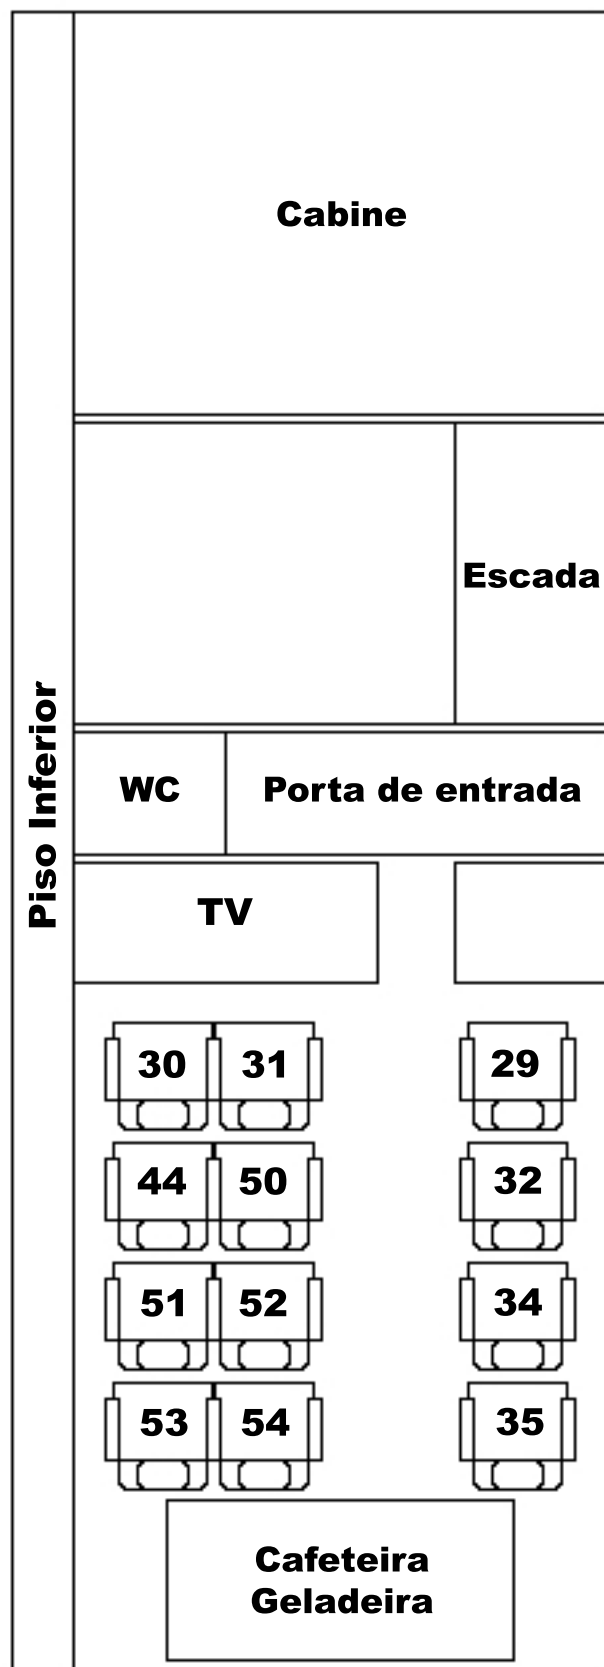 Cabine
Escada
Piso Inferior
WC
Porta de entrada
TV
30 31 29
44 50 32
51 52 34
53 54 35
Cafeteira
Geladeira